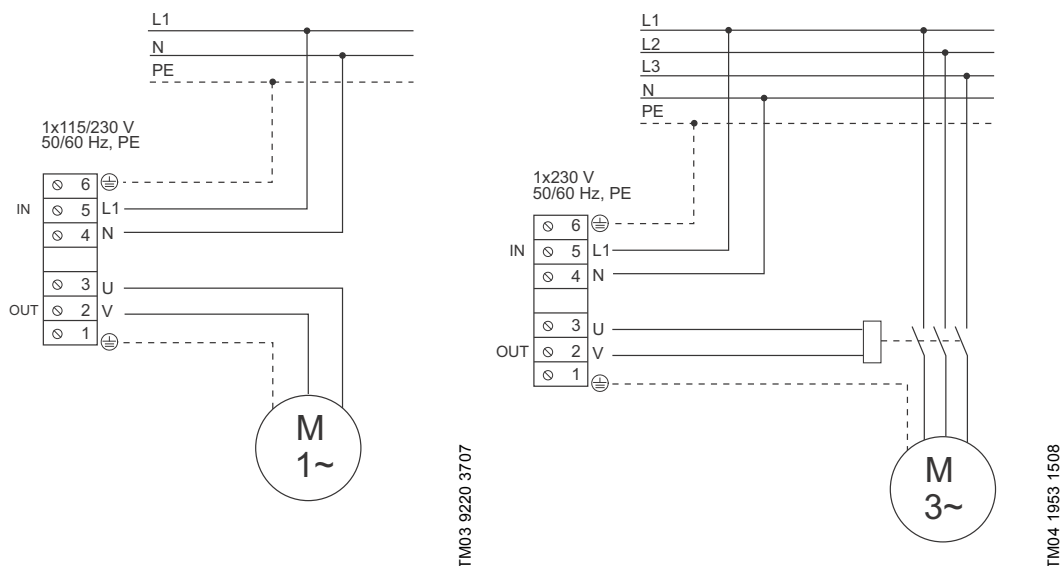 L1
N
PE
1x115/230 V
50/60 Hz, PE
6
IN 5 L1
4 N
3 U
OUT 2 V
1
M
1~
TM03 9220 3707
L1
L2
L3
N
PE
1x230 V
50/60 Hz, PE
6
IN 5 L1
4 N
3 U
OUT 2 V
1
M
3~
TM04 1953 1508